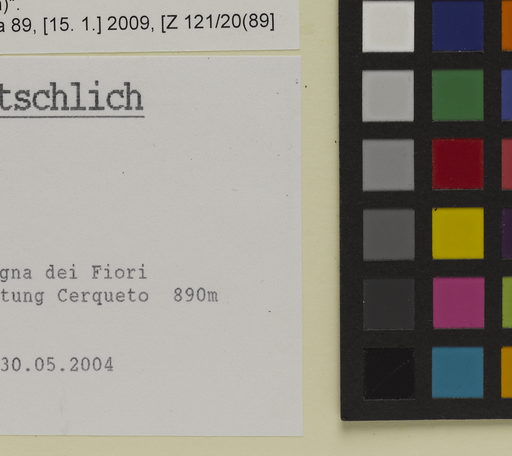 a 89, [15. 1.] 2009, [Z 121/20(89]
tschlich
gna dei Fiori
tung Cerqueto 890m
30.05.2004